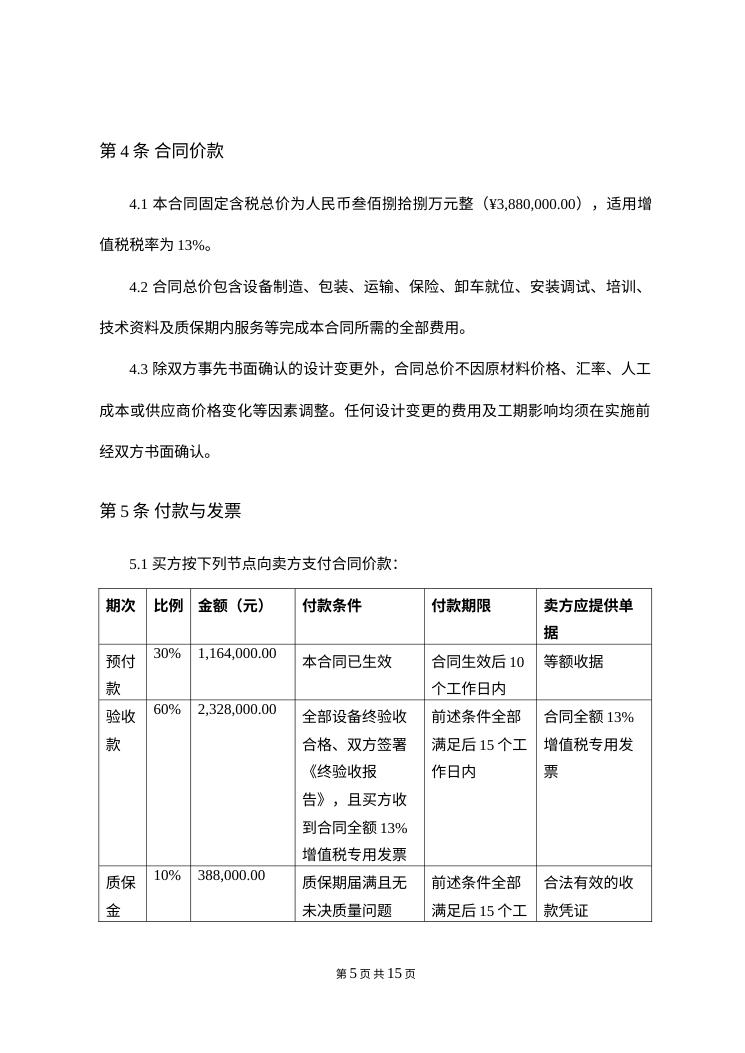 第 4 条 合同价款
4.1 本合同固定含税总价为人民币叁佰捌拾捌万元整（¥3,880,000.00），适用增
值税税率为 13%。
4.2 合同总价包含设备制造、包装、运输、保险、卸车就位、安装调试、培训、
技术资料及质保期内服务等完成本合同所需的全部费用。
4.3 除双方事先书面确认的设计变更外，合同总价不因原材料价格、汇率、人工
成本或供应商价格变化等因素调整。任何设计变更的费用及工期影响均须在实施前
经双方书面确认。
第 5 条 付款与发票
5.1 买方按下列节点向卖方支付合同价款：
期次 比例 金额（元） 付款条件 付款期限 卖方应提供单
据
预付 30% 1,164,000.00 本合同已生效 合同生效后 10 等额收据
款 个工作日内
验收 60% 2,328,000.00 全部设备终验收 前述条件全部 合同全额 13%
款 合格、双方签署 满足后 15 个工 增值税专用发
《终验收报 作日内 票
告》，且买方收
到合同全额 13%
增值税专用发票
质保 10% 388,000.00 质保期届满且无 前述条件全部 合法有效的收
金 未决质量问题 满足后 15 个工 款凭证
第 5 页 共 15 页